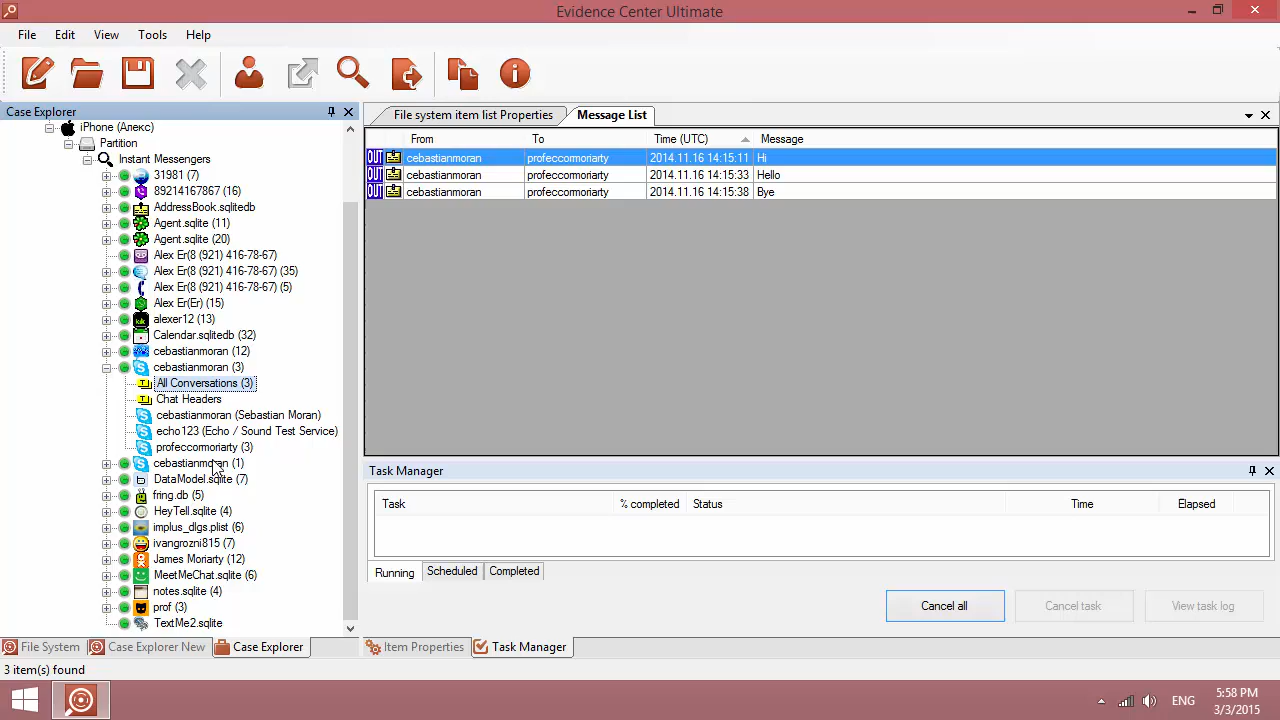 Evidence Center Ultimate
File Edit View Tools Help
Case Explorer
iPhone (Алекс)
Partition
Instant Messengers
31981 (7)
89214167867 (16)
AddressBook.sqlitedb
Agent.sqlite (11)
Agent.sqlite (20)
Alex Er(8 (921) 416-78-67)
Alex Er(8 (921) 416-78-67) (35)
Alex Er(8 (921) 416-78-67) (5)
Alex Er(Er) (15)
alexer12 (13)
Calendar.sqlitedb (32)
cebastianmoran (12)
cebastianmoran (3)
All Conversations (3)
Chat Headers
cebastianmoran (Sebastian Moran)
echo123 (Echo / Sound Test Service)
profeccormoriarty (3)
cebastianmoran (1)
DataModel.sqlite (7)
fring.db (5)
HeyTell.sqlite (4)
implus_dlgs.plist (6)
ivangrozni815 (7)
James Moriarty (12)
MeetMeChat.sqlite (6)
notes.sqlite (4)
prof (3)
TextMe2.sqlite
File System Case Explorer New Case Explorer
File system item list Properties Message List
From To Time (UTC) Message
OUT cebastianmoran profeccormoriarty 2014.11.16 14:15:11 Hi
OUT cebastianmoran profeccormoriarty 2014.11.16 14:15:33 Hello
OUT cebastianmoran profeccormoriarty 2014.11.16 14:15:38 Bye
Task Manager
Task % completed Status Time Elapsed
Running Scheduled Completed
Cancel all Cancel task View task log
Item Properties Task Manager
3 item(s) found
ENG
5:58 PM
3/3/2015